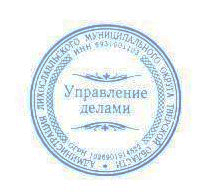 АДМИНИСТРАЦИЯ ЛИХОСЛАВЛЬСКОГО МУНИЦИПАЛЬНОГО ОКРУГА ТВЕРСКОЙ ОБЛАСТИ
ИНН
Управление
делами
ОГРН